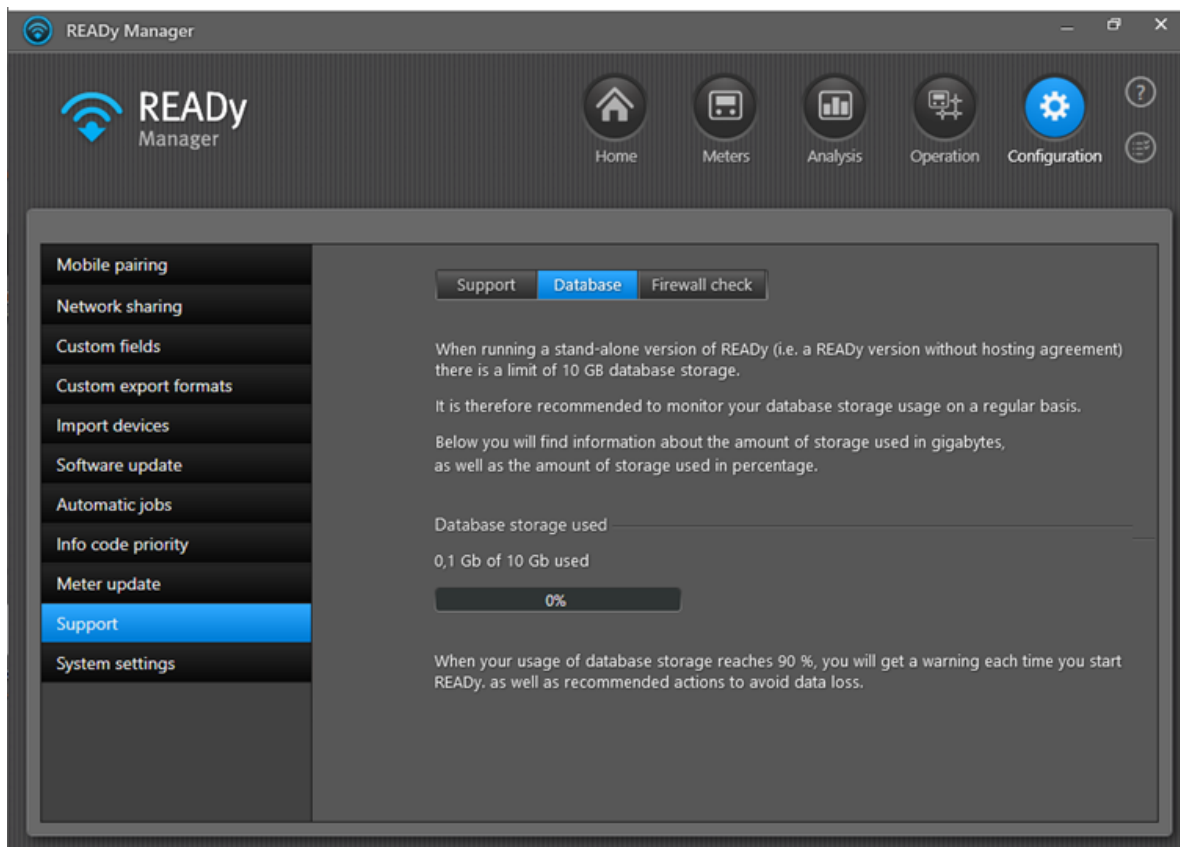 READy Manager
READy
Manager
Home
Meters
Analysis
Operation
Configuration
?
Mobile pairing
Network sharing
Custom fields
Custom export formats
Import devices
Software update
Automatic jobs
Info code priority
Meter update
Support
System settings
Support
Database
Firewall check
When running a stand-alone version of READy (i.e. a READy version without hosting agreement)
there is a limit of 10 GB database storage.
It is therefore recommended to monitor your database storage usage on a regular basis.
Below you will find information about the amount of storage used in gigabytes,
as well as the amount of storage used in percentage.
Database storage used
0,1 Gb of 10 Gb used
0%
When your usage of database storage reaches 90 %, you will get a warning each time you start
READy. as well as recommended actions to avoid data loss.